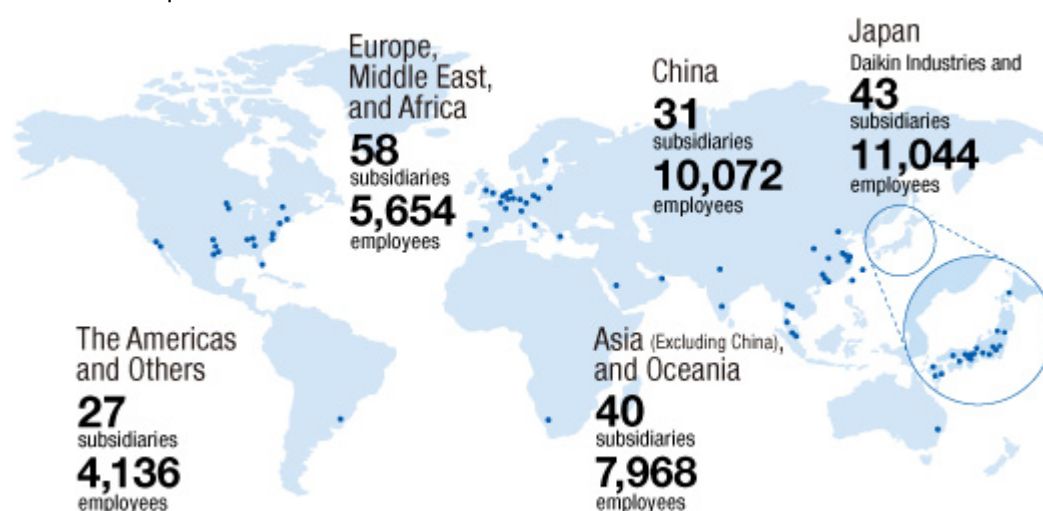 Europe,
Middle East,
and Africa
58
subsidiaries
5,654
employees
China
31
subsidiaries
10,072
employees
Japan
Daikin Industries and
43
subsidiaries
11,044
employees
The Americas
and Others
27
subsidiaries
4,136
employees
Asia (Excluding China),
and Oceania
40
subsidiaries
7,968
employees